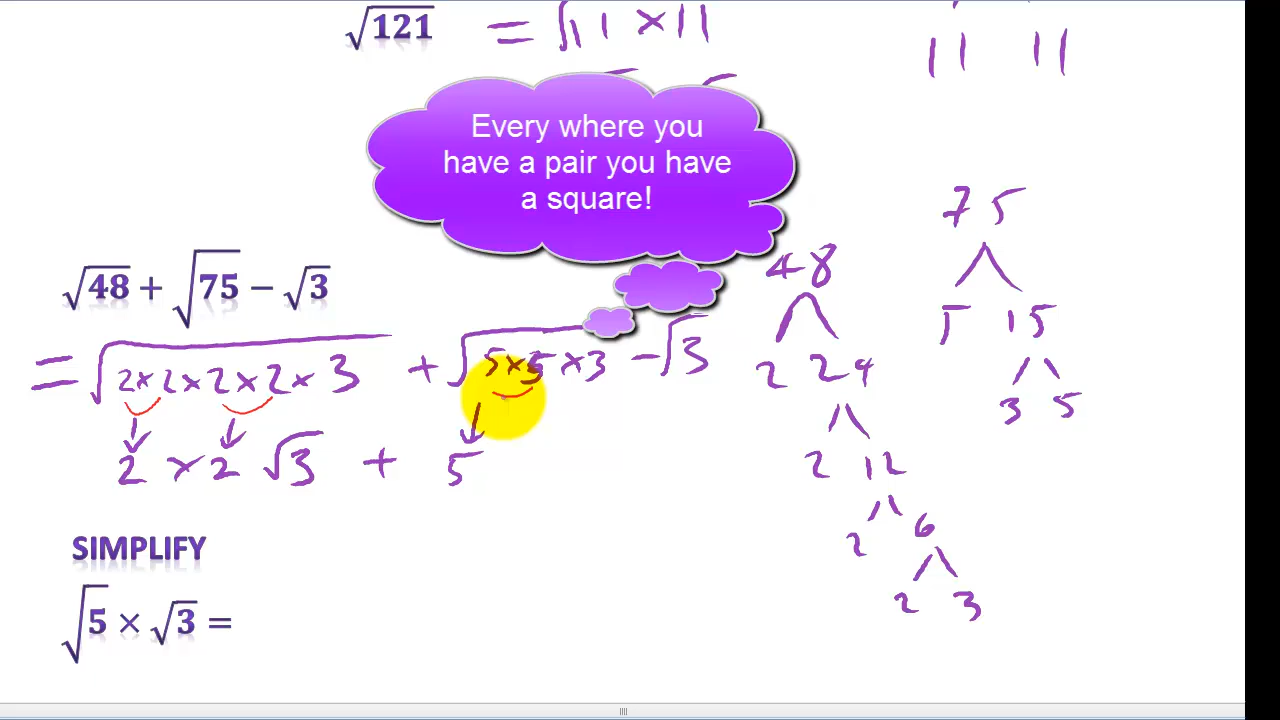 √121 = √11 × 11
11 11
Every where you
have a pair you have
a square!
√48 + √75 − √3
= √2×2×2×2×3 + √5×5×3 − √3
2 × 2 √3 + 5
48
2 24
2 12
2 6
2 3
75
5 15
3 5
SIMPLIFY
√5 × √3 =